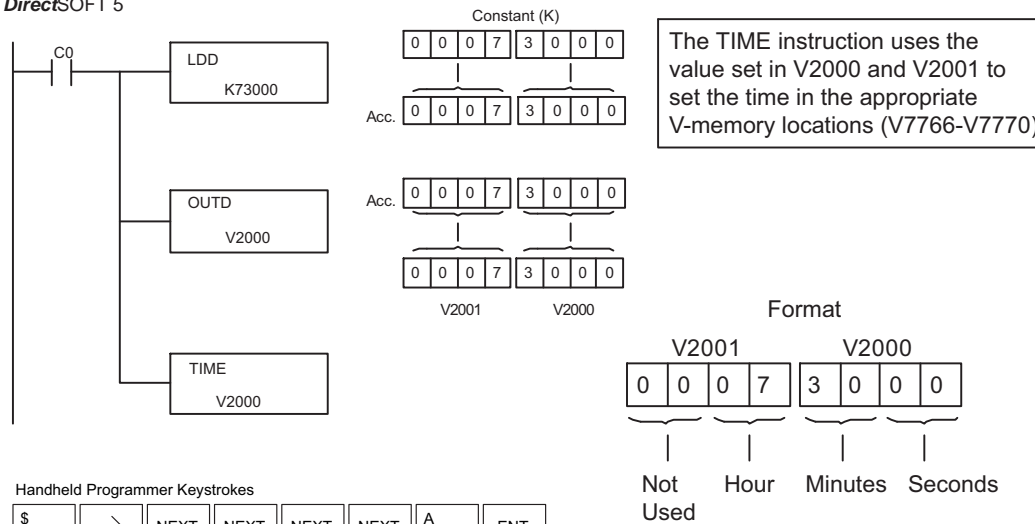 DirectSOFT 5
C0
LDD
K73000
OUTD
V2000
TIME
V2000
Constant (K)
0 0 0 7 3 0 0 0
Acc. 0 0 0 7 3 0 0 0
Acc. 0 0 0 7 3 0 0 0
0 0 0 7 3 0 0 0
V2001 V2000
The TIME instruction uses the
value set in V2000 and V2001 to
set the time in the appropriate
V-memory locations (V7766-V7770)
Format
V2001 V2000
0 0 0 7 3 0 0 0
Not Used
Hour
Minutes
Seconds
Handheld Programmer Keystrokes
$ NEXT NEXT NEXT NEXT A ENT